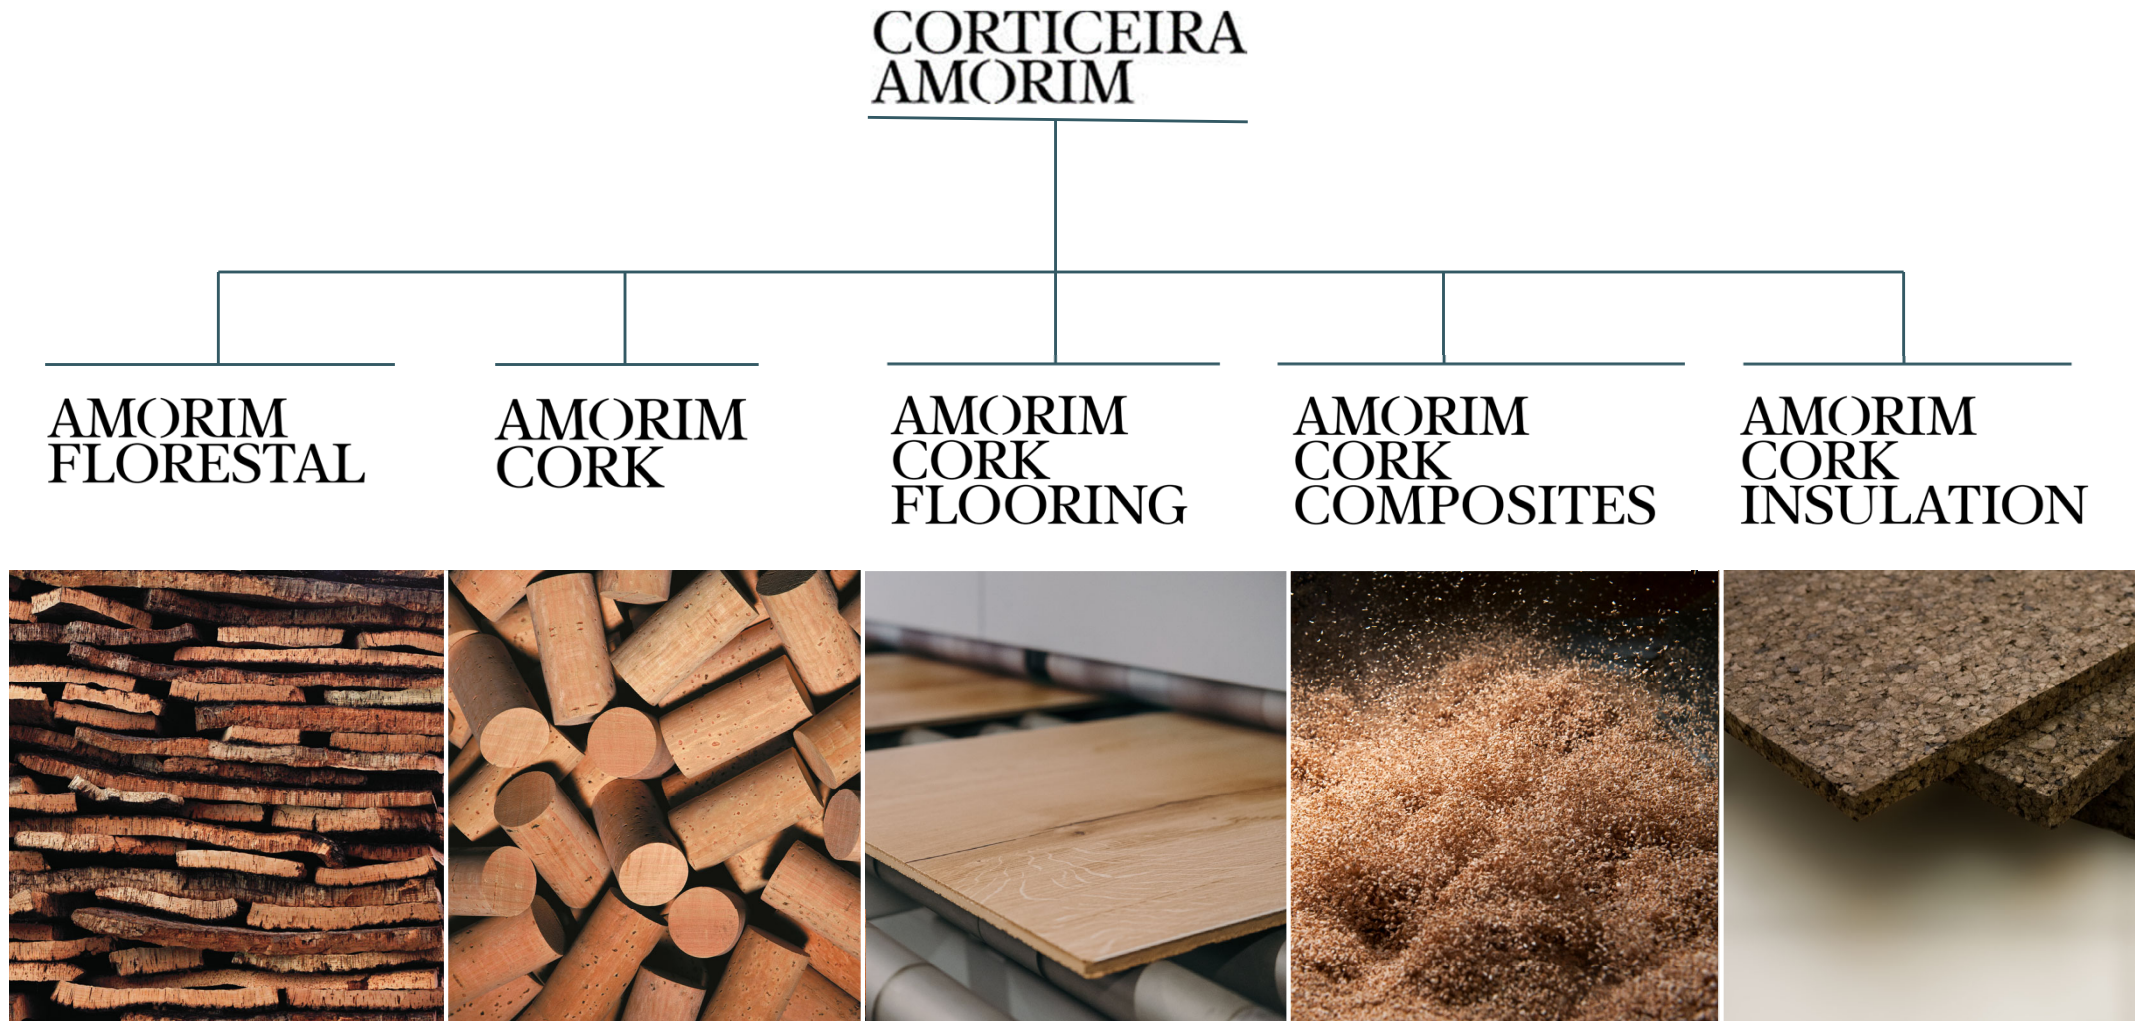 CORTICEIRA
AMORIM
AMORIM
FLORESTAL
AMORIM
CORK
AMORIM
CORK
FLOORING
AMORIM
CORK
COMPOSITES
AMORIM
CORK
INSULATION